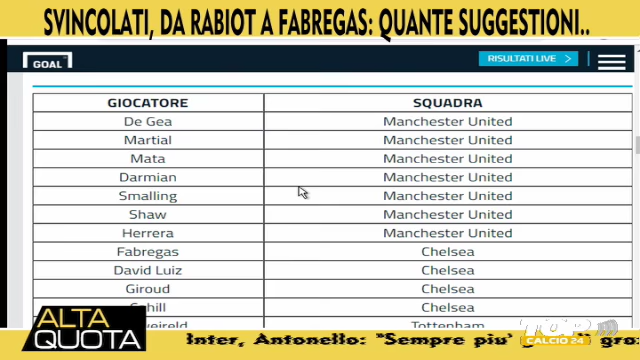 SVINCOLATI, DA RABIOT A FABREGAS: QUANTE SUGGESTIONI..
GOAL
RISULTATI LIVE
GIOCATORE SQUADRA
De Gea Manchester United
Martial Manchester United
Mata Manchester United
Darmian Manchester United
Smalling Manchester United
Shaw Manchester United
Herrera Manchester United
Fabregas Chelsea
David Luiz Chelsea
Giroud Chelsea
Cahill Chelsea
Tottenham
ALTA
QUOTA
Inter, Antonello: "Sempre piu'
TOP
CALCIO 24